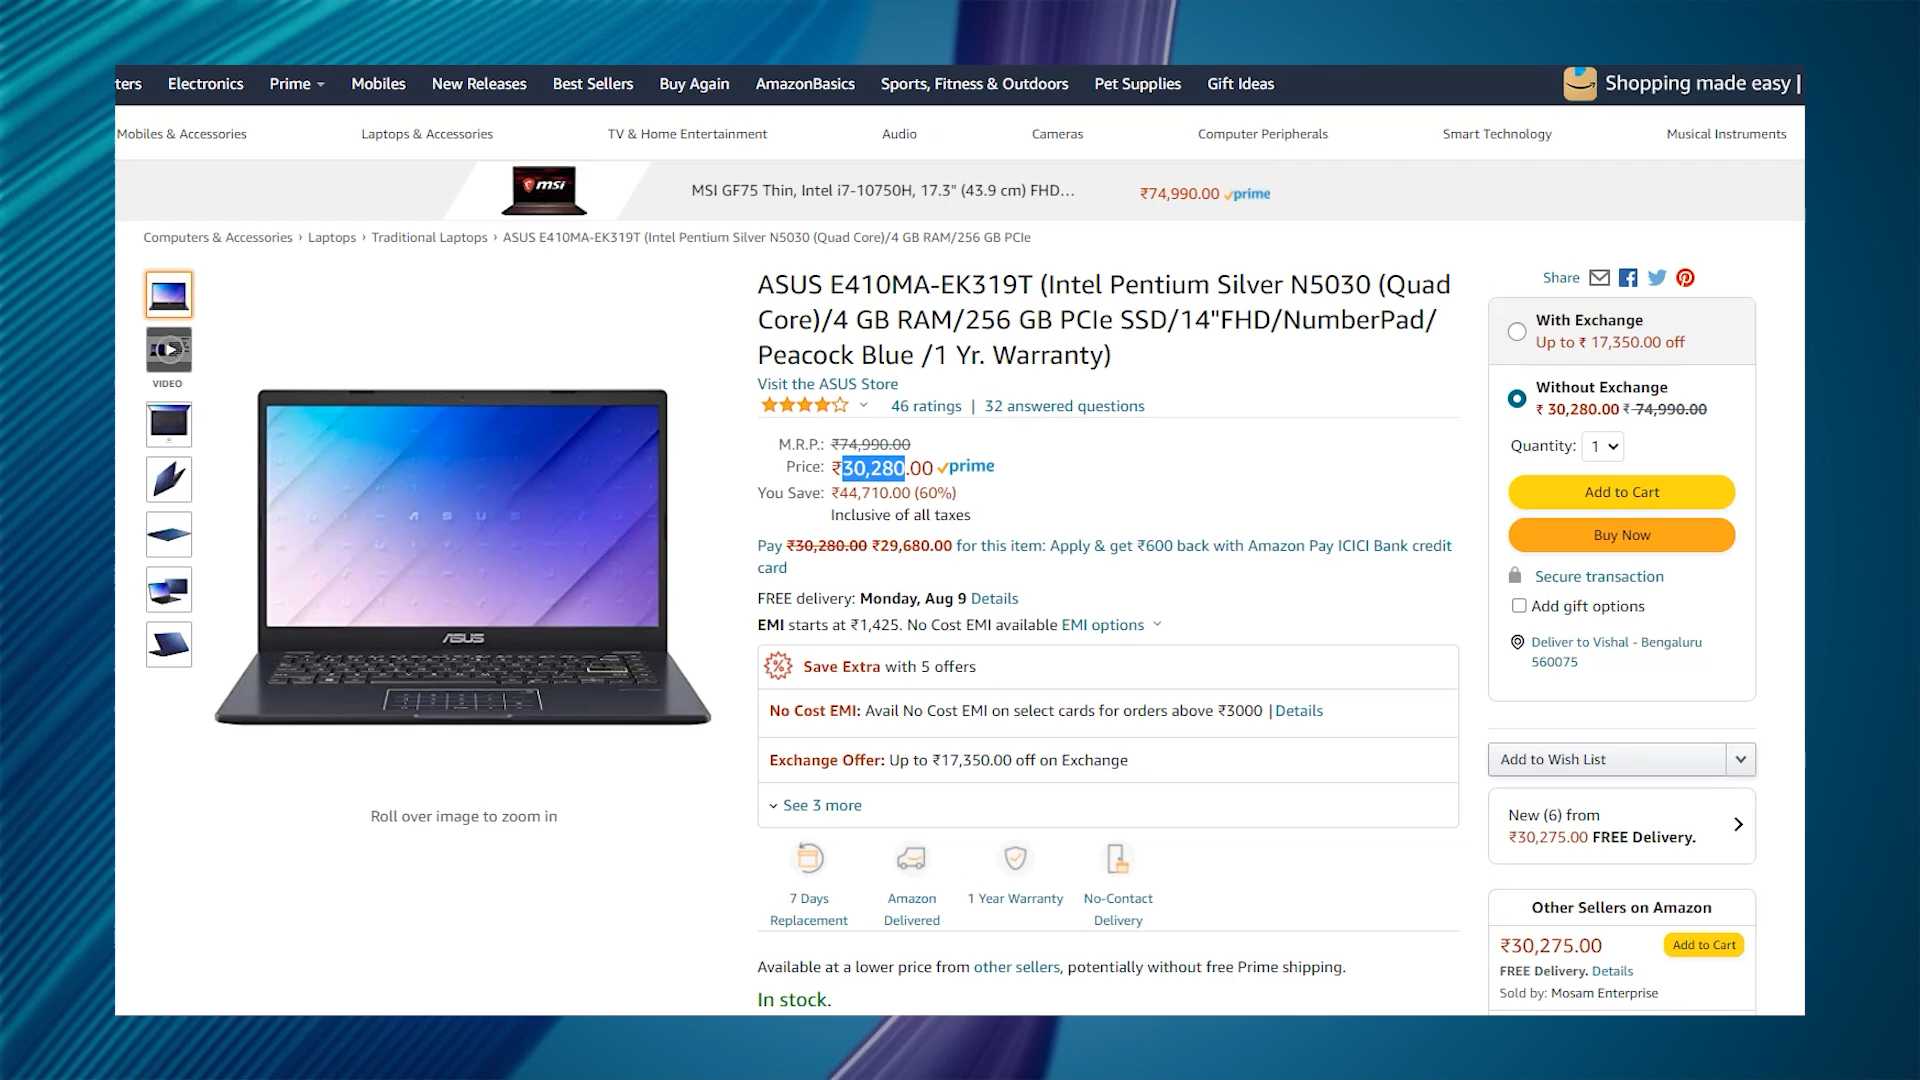 ters Electronics Prime Mobiles New Releases Best Sellers Buy Again AmazonBasics Sports, Fitness & Outdoors Pet Supplies Gift Ideas Shopping made easy |
Mobiles & Accessories Laptops & Accessories TV & Home Entertainment Audio Cameras Computer Peripherals Smart Technology Musical Instruments
msi MSI GF75 Thin, Intel i7-10750H, 17.3" (43.9 cm) FHD... ₹74,990.00 prime
Computers & Accessories › Laptops › Traditional Laptops › ASUS E410MA-EK319T (Intel Pentium Silver N5030 (Quad Core)/4 GB RAM/256 GB PCIe
VIDEO
ASUS
ASUS
Roll over image to zoom in
ASUS E410MA-EK319T (Intel Pentium Silver N5030 (Quad
Core)/4 GB RAM/256 GB PCIe SSD/14"FHD/NumberPad/
Peacock Blue /1 Yr. Warranty)
Visit the ASUS Store
46 ratings | 32 answered questions
M.R.P.: ₹74,990.00
Price: ₹30,280.00 prime
You Save: ₹44,710.00 (60%)
Inclusive of all taxes
Pay ₹30,280.00 ₹29,680.00 for this item: Apply & get ₹600 back with Amazon Pay ICICI Bank credit
card
FREE delivery: Monday, Aug 9 Details
EMI starts at ₹1,425. No Cost EMI available EMI options
Save Extra with 5 offers
No Cost EMI: Avail No Cost EMI on select cards for orders above ₹3000 | Details
Exchange Offer: Up to ₹17,350.00 off on Exchange
See 3 more
7 Days
Replacement
Amazon
Delivered
1 Year Warranty
No-Contact
Delivery
Available at a lower price from other sellers, potentially without free Prime shipping.
In stock.
Share
With Exchange
Up to ₹ 17,350.00 off
Without Exchange
₹ 30,280.00 ₹ 74,990.00
Quantity: 1
Add to Cart
Buy Now
Secure transaction
Add gift options
Deliver to Vishal - Bengaluru
560075
Add to Wish List
New (6) from
₹30,275.00 FREE Delivery.
Other Sellers on Amazon
₹30,275.00 Add to Cart
FREE Delivery. Details
Sold by: Mosam Enterprise